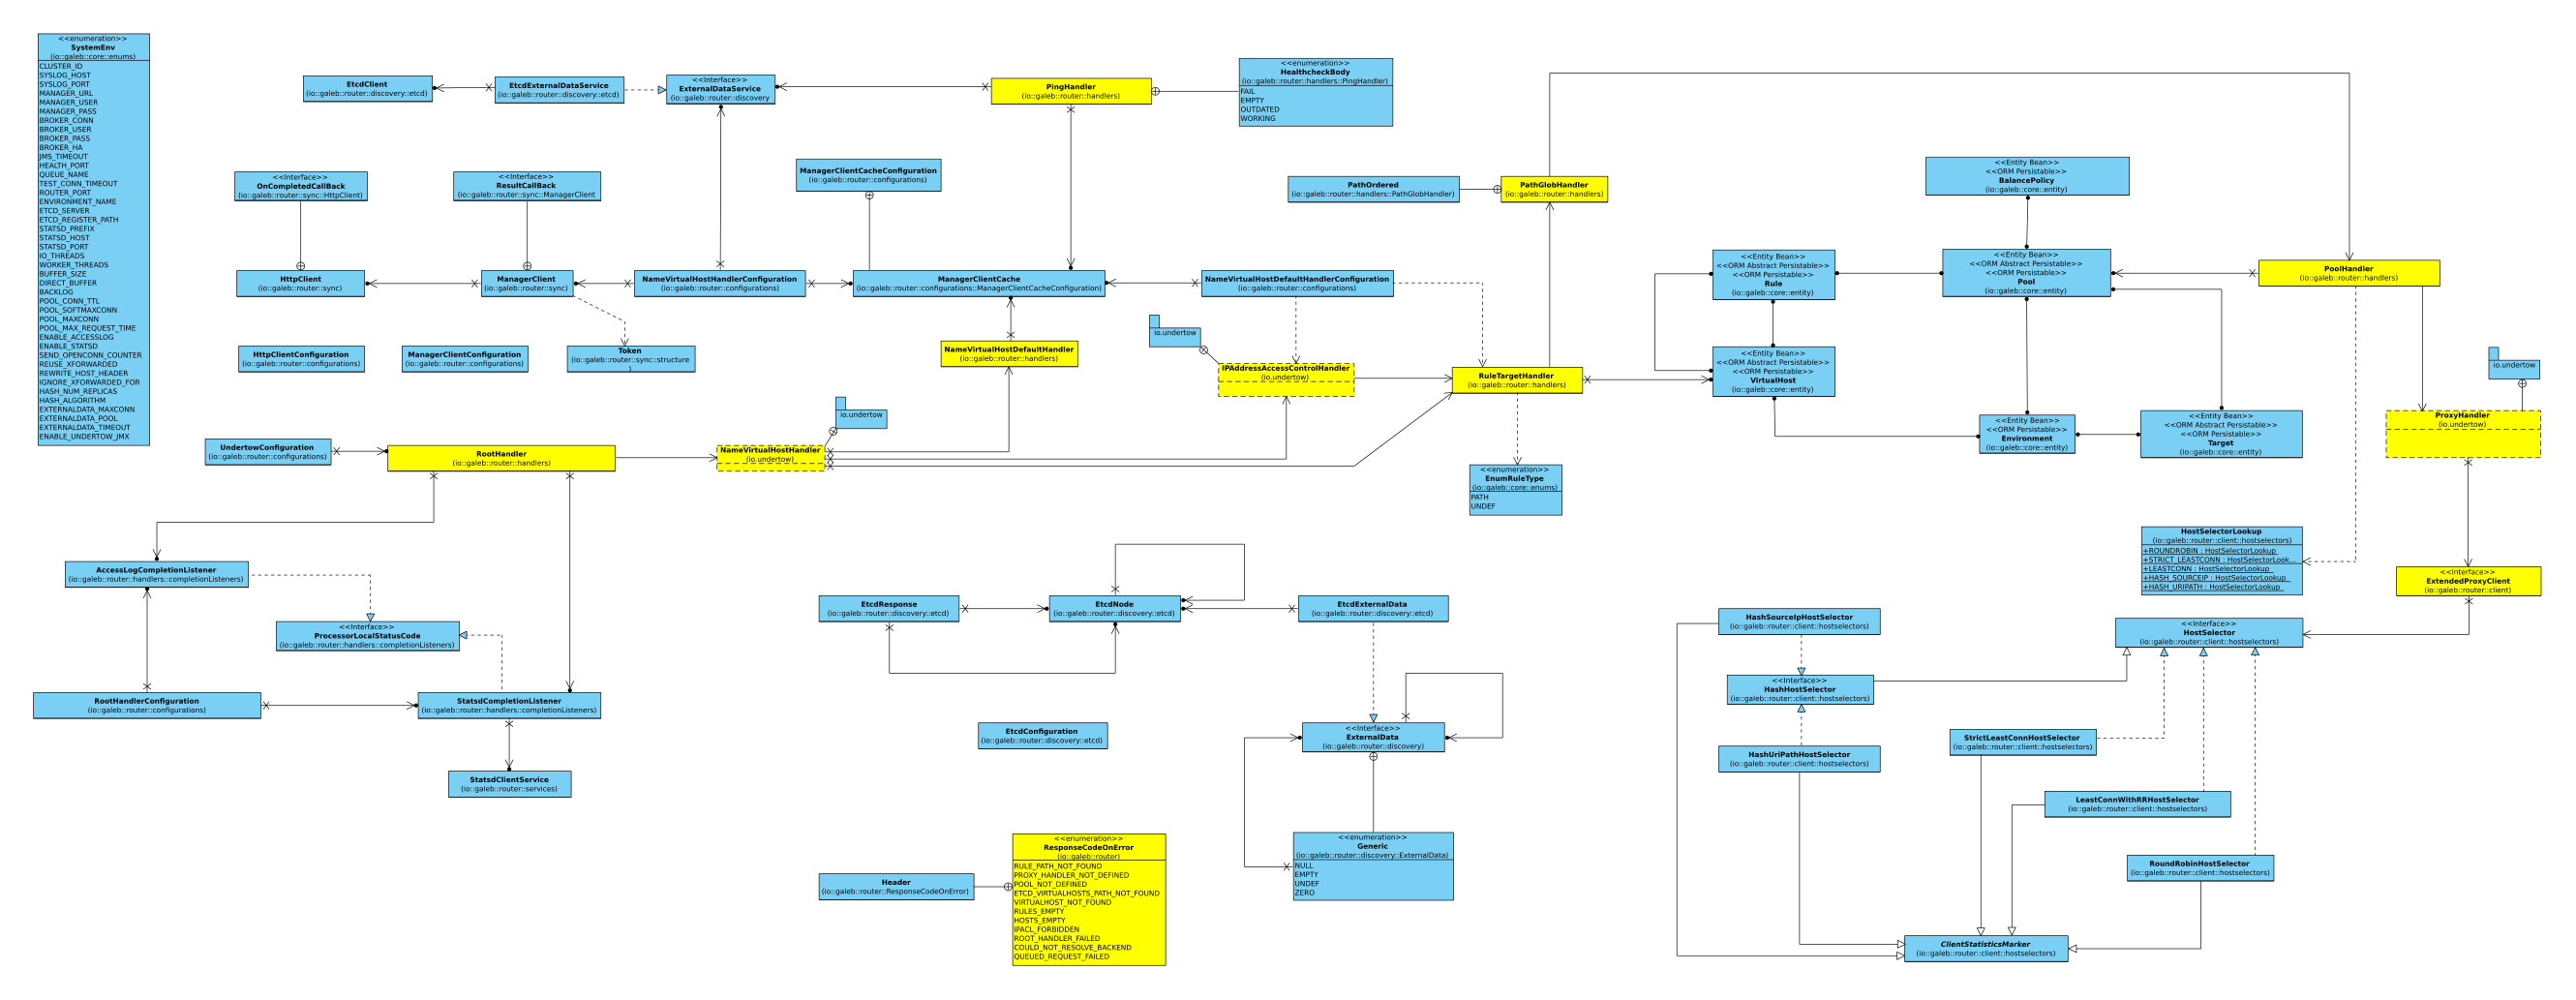 <<enumeration>>
SystemEnv
(io::galeb::core::enums)
CLUSTER_ID
SYSLOG_HOST
SYSLOG_PORT
MANAGER_URL
MANAGER_USER
MANAGER_PASS
BROKER_CONN
BROKER_USER
BROKER_PASS
BROKER_HA
JMS_TIMEOUT
HEALTH_PORT
QUEUE_NAME
TEST_CONN_TIMEOUT
ROUTER_PORT
ENVIRONMENT_NAME
ETCD_SERVER
ETCD_REGISTER_PATH
STATSD_PREFIX
STATSD_HOST
STATSD_PORT
IO_THREADS
WORKER_THREADS
BUFFER_SIZE
DIRECT_BUFFER
BACKLOG
POOL_CONN_TTL
POOL_SOFTMAXCONN
POOL_MAXCONN
POOL_MAX_REQUEST_TIME
ENABLE_ACCESSLOG
ENABLE_STATSD
SEND_OPENCONN_COUNTER
REUSE_XFORWARDED
REWRITE_HOST_HEADER
IGNORE_XFORWARDED_FOR
HASH_NUM_REPLICAS
HASH_ALGORITHM
EXTERNALDATA_MAXCONN
EXTERNALDATA_POOL
EXTERNALDATA_TIMEOUT
ENABLE_UNDERTOW_JMX
EtcdClient
(io::galeb::router::discovery::etcd)
EtcdExternalDataService
(io::galeb::router::discovery::etcd)
<<Interface>>
ExternalDataService
(io::galeb::router::discovery
PingHandler
(io::galeb::router::handlers)
<<enumeration>>
HealthcheckBody
(io::galeb::router::handlers::PingHandler)
FAIL
EMPTY
OUTDATED
WORKING
<<Interface>>
OnCompletedCallBack
(io::galeb::router::sync::HttpClient)
<<Interface>>
ResultCallBack
(io::galeb::router::sync::ManagerClient
ManagerClientCacheConfiguration
(io::galeb::router::configurations)
PathOrdered
(io::galeb::router::handlers::PathGlobHandler)
PathGlobHandler
(io::galeb::router::handlers)
<<Entity Bean>>
<<ORM Persistable>>
BalancePolicy
(io::galeb::core::entity)
HttpClient
(io::galeb::router::sync)
ManagerClient
(io::galeb::router::sync)
NameVirtualHostHandlerConfiguration
(io::galeb::router::configurations)
ManagerClientCache
(io::galeb::router::configurations::ManagerClientCacheConfiguration)
NameVirtualHostDefaultHandlerConfiguration
(io::galeb::router::configurations)
<<Entity Bean>>
<<ORM Abstract Persistable>>
<<ORM Persistable>>
Rule
(io::galeb::core::entity)
<<Entity Bean>>
<<ORM Abstract Persistable>>
<<ORM Persistable>>
Pool
(io::galeb::core::entity)
PoolHandler
(io::galeb::router::handlers)
HttpClientConfiguration
(io::galeb::router::configurations)
ManagerClientConfiguration
(io::galeb::router::configurations)
Token
(io::galeb::router::sync::structure
)
NameVirtualHostDefaultHandler
(io::galeb::router::handlers)
io.undertow
IPAddressAccessControlHandler
(io.undertow)
RuleTargetHandler
(io::galeb::router::handlers)
<<Entity Bean>>
<<ORM Abstract Persistable>>
<<ORM Persistable>>
VirtualHost
(io::galeb::core::entity)
io.undertow
ProxyHandler
(io.undertow)
<<Entity Bean>>
<<ORM Persistable>>
Environment
(io::galeb::core::entity)
<<Entity Bean>>
<<ORM Abstract Persistable>>
<<ORM Persistable>>
Target
(io::galeb::core::entity)
UndertowConfiguration
(io::galeb::router::configurations)
RootHandler
(io::galeb::router::handlers)
io.undertow
NameVirtualHostHandler
(io.undertow)
<<enumeration>>
EnumRuleType
(io::galeb::core::enums)
PATH
UNDEF
HostSelectorLookup
(io::galeb::router::client::hostselectors)
+ROUNDROBIN : HostSelectorLookup
+STRICT_LEASTCONN : HostSelectorLook...
+LEASTCONN : HostSelectorLookup
+HASH_SOURCEIP : HostSelectorLookup
+HASH_URIPATH : HostSelectorLookup
<<Interface>>
ExtendedProxyClient
(io::galeb::router::client)
AccessLogCompletionListener
(io::galeb::router::handlers::completionListeners)
<<Interface>>
ProcessorLocalStatusCode
(io::galeb::router::handlers::completionListeners)
EtcdResponse
(io::galeb::router::discovery::etcd)
EtcdNode
(io::galeb::router::discovery::etcd)
EtcdExternalData
(io::galeb::router::discovery::etcd)
HashSourceIpHostSelector
(io::galeb::router::client::hostselectors)
<<Interface>>
HostSelector
(io::galeb::router::client::hostselectors)
<<Interface>>
HashHostSelector
(io::galeb::router::client::hostselectors)
RootHandlerConfiguration
(io::galeb::router::configurations)
StatsdCompletionListener
(io::galeb::router::handlers::completionListeners)
EtcdConfiguration
(io::galeb::router::discovery::etcd)
<<Interface>>
ExternalData
(io::galeb::router::discovery)
HashUriPathHostSelector
(io::galeb::router::client::hostselectors)
StrictLeastConnHostSelector
(io::galeb::router::client::hostselectors)
StatsdClientService
(io::galeb::router::services)
LeastConnWithRRHostSelector
(io::galeb::router::client::hostselectors)
<<enumeration>>
ResponseCodeOnError
(io::galeb::router)
RULE_PATH_NOT_FOUND
PROXY_HANDLER_NOT_DEFINED
POOL_NOT_DEFINED
ETCD_VIRTUALHOSTS_PATH_NOT_FOUND
VIRTUALHOST_NOT_FOUND
RULES_EMPTY
HOSTS_EMPTY
IPACL_FORBIDDEN
ROOT_HANDLER_FAILED
COULD_NOT_RESOLVE_BACKEND
QUEUED_REQUEST_FAILED
Header
(io::galeb::router::ResponseCodeOnError)
<<enumeration>>
Generic
(io::galeb::router::discovery::ExternalData)
NULL
EMPTY
UNDEF
ZERO
RoundRobinHostSelector
(io::galeb::router::client::hostselectors)
ClientStatisticsMarker
(io::galeb::router::client::hostselectors)